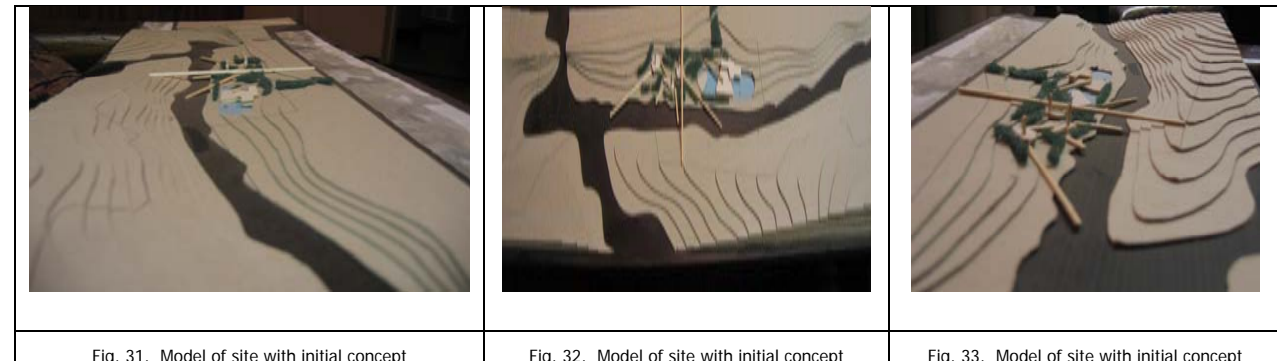 Fig. 31. Model of site with initial concept
Fig. 32. Model of site with initial concept
Fig. 33. Model of site with initial concept